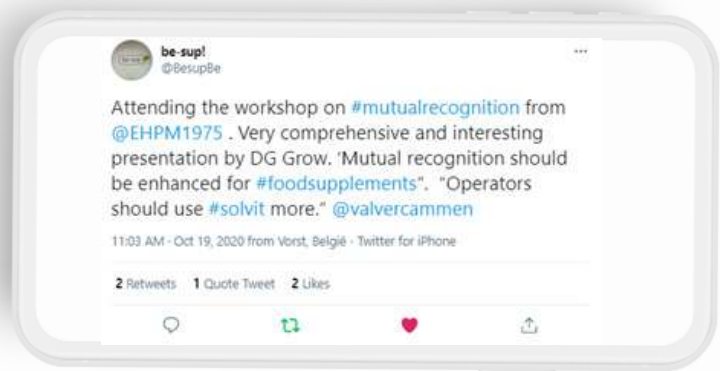 be-sup!
@BesupBe
Attending the workshop on #mutualrecognition from
@EHPM1975 . Very comprehensive and interesting
presentation by DG Grow. 'Mutual recognition should
be enhanced for #foodsupplements". "Operators
should use #solvit more." @valvercammen
11:03 AM · Oct 19, 2020 from Vorst, België · Twitter for iPhone
2 Retweets 1 Quote Tweet 2 Likes